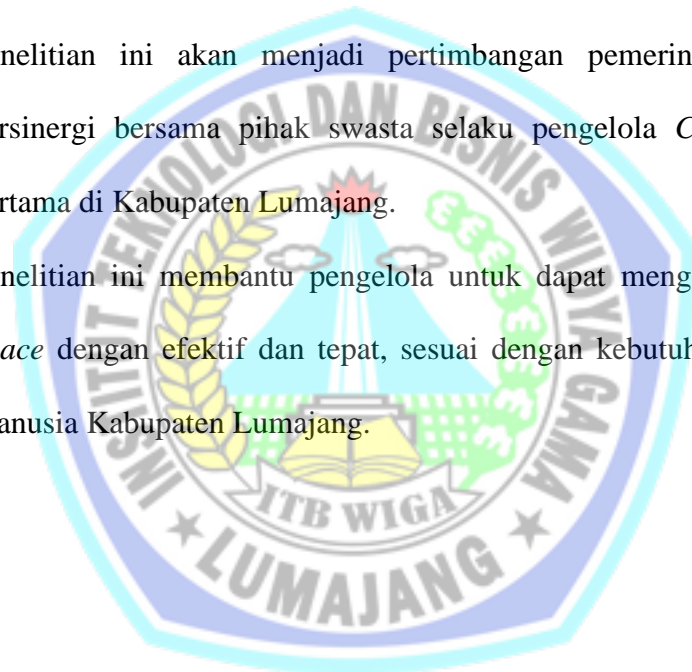 nelitian ini akan menjadi pertimbangan pemerin
rsinergi bersama pihak swasta selaku pengelola C
rtama di Kabupaten Lumajang.
nelitian ini membantu pengelola untuk dapat meng
ace dengan efektif dan tepat, sesuai dengan kebutuh
anusia Kabupaten Lumajang.
INSTITUT TEKNOLOGI DAN BISNIS WIDYA GAMA
ITB WIGA
LUMAJANG